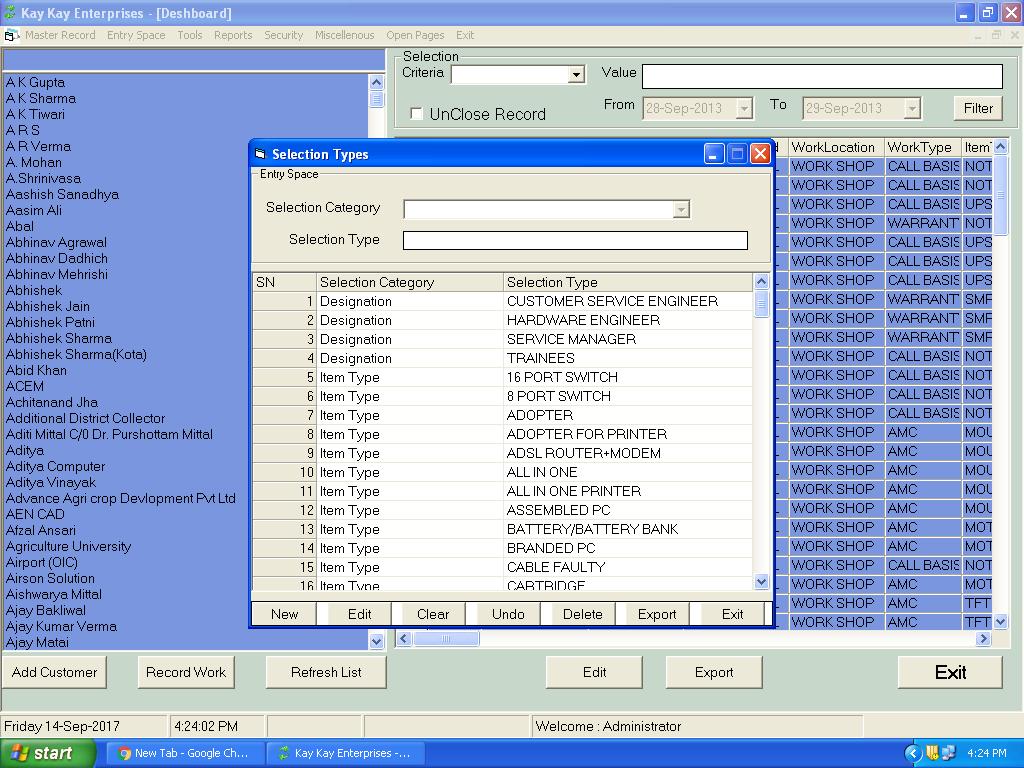 Kay Kay Enterprises - [Deshboard]
Master Record Entry Space Tools Reports Security Miscellenous Open Pages Exit
A K Gupta
A K Sharma
A K Tiwari
A R S
A R Verma
A. Mohan
A.Shrinivasa
Aashish Sanadhya
Aasim Ali
Abal
Abhinav Agrawal
Abhinav Dadhich
Abhinav Mehrishi
Abhishek
Abhishek Jain
Abhishek Patni
Abhishek Sharma
Abhishek Sharma(Kota)
Abid Khan
ACEM
Achitanand Jha
Additional District Collector
Aditi Mittal C/0 Dr. Purshottam Mittal
Aditya
Aditya Computer
Aditya Vinayak
Advance Agri crop Devlopment Pvt Ltd
AEN CAD
Afzal Ansari
Agriculture University
Airport (OIC)
Airson Solution
Aishwarya Mittal
Ajay Bakliwal
Ajay Kumar Verma
Ajay Matai
Selection
Criteria Value
UnClose Record From 28-Sep-2013 To 29-Sep-2013 Filter
WorkLocation WorkType ItemT
WORK SHOP CALL BASIS NOT
WORK SHOP CALL BASIS NOT
WORK SHOP CALL BASIS UPS
WORK SHOP WARRANT NOT
WORK SHOP CALL BASIS UPS
WORK SHOP CALL BASIS UPS
WORK SHOP CALL BASIS UPS
WORK SHOP WARRANT SMF
WORK SHOP WARRANT SMF
WORK SHOP WARRANT SMF
WORK SHOP CALL BASIS NOT
WORK SHOP CALL BASIS NOT
WORK SHOP CALL BASIS NOT
WORK SHOP CALL BASIS NOT
WORK SHOP AMC MOU
WORK SHOP AMC MOU
WORK SHOP AMC MOU
WORK SHOP AMC MOU
WORK SHOP AMC MOU
WORK SHOP AMC MOT
WORK SHOP AMC MOT
WORK SHOP CALL BASIS NOT
WORK SHOP AMC MOT
WORK SHOP AMC TFT
WORK SHOP AMC TFT
Selection Types
Entry Space
Selection Category
Selection Type
SN Selection Category Selection Type
1 Designation CUSTOMER SERVICE ENGINEER
2 Designation HARDWARE ENGINEER
3 Designation SERVICE MANAGER
4 Designation TRAINEES
5 Item Type 16 PORT SWITCH
6 Item Type 8 PORT SWITCH
7 Item Type ADOPTER
8 Item Type ADOPTER FOR PRINTER
9 Item Type ADSL ROUTER+MODEM
10 Item Type ALL IN ONE
11 Item Type ALL IN ONE PRINTER
12 Item Type ASSEMBLED PC
13 Item Type BATTERY/BATTERY BANK
14 Item Type BRANDED PC
15 Item Type CABLE FAULTY
16 Item Type CARTRIDGE
New Edit Clear Undo Delete Export Exit
Add Customer Record Work Refresh List Edit Export Exit
Friday 14-Sep-2017 4:24:02 PM Welcome : Administrator
start New Tab - Google Ch... Kay Kay Enterprises -... 4:24 PM